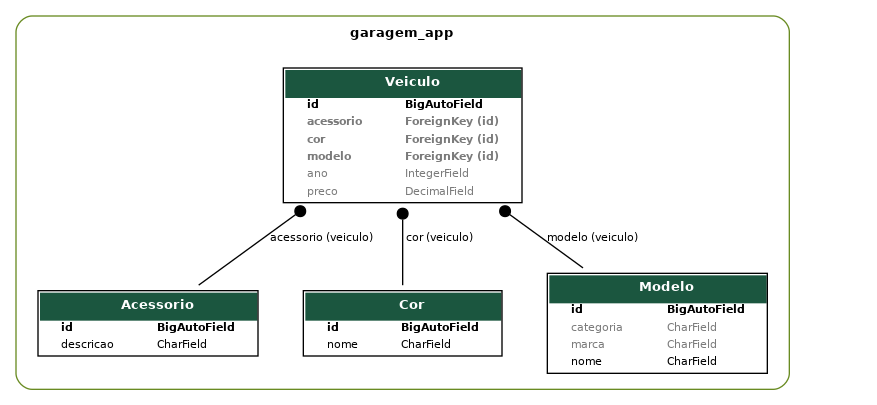 garagem_app
Veiculo
id BigAutoField
acessorio ForeignKey (id)
cor ForeignKey (id)
modelo ForeignKey (id)
ano IntegerField
preco DecimalField
acessorio (veiculo) cor (veiculo) modelo (veiculo)
Acessorio
id BigAutoField
descricao CharField
Cor
id BigAutoField
nome CharField
Modelo
id BigAutoField
categoria CharField
marca CharField
nome CharField